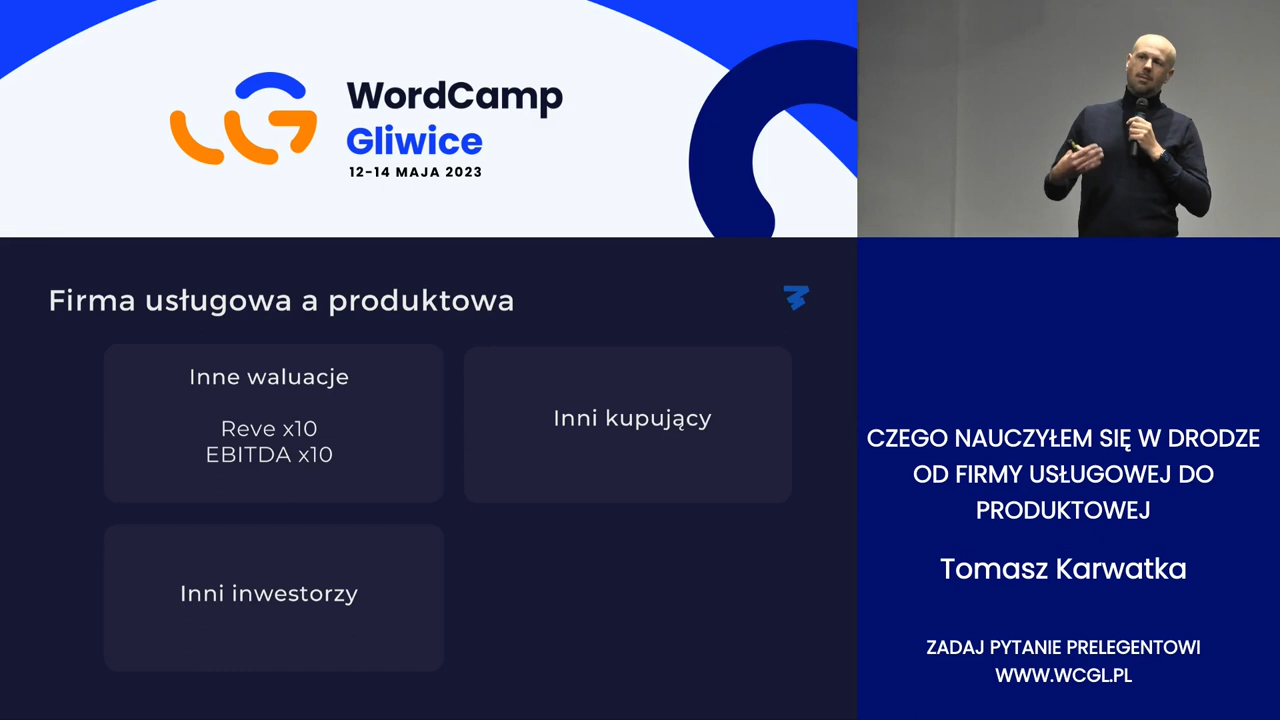 WordCamp
Gliwice
12-14 MAJA 2023
Firma usługowa a produktowa
Inne waluacje
Reve x10
EBITDA x10
Inni kupujący
Inni inwestorzy
CZEGO NAUCZYŁEM SIĘ W DRODZE
OD FIRMY USŁUGOWEJ DO
PRODUKTOWEJ
Tomasz Karwatka
ZADAJ PYTANIE PRELEGENTOWI
WWW.WCGL.PL